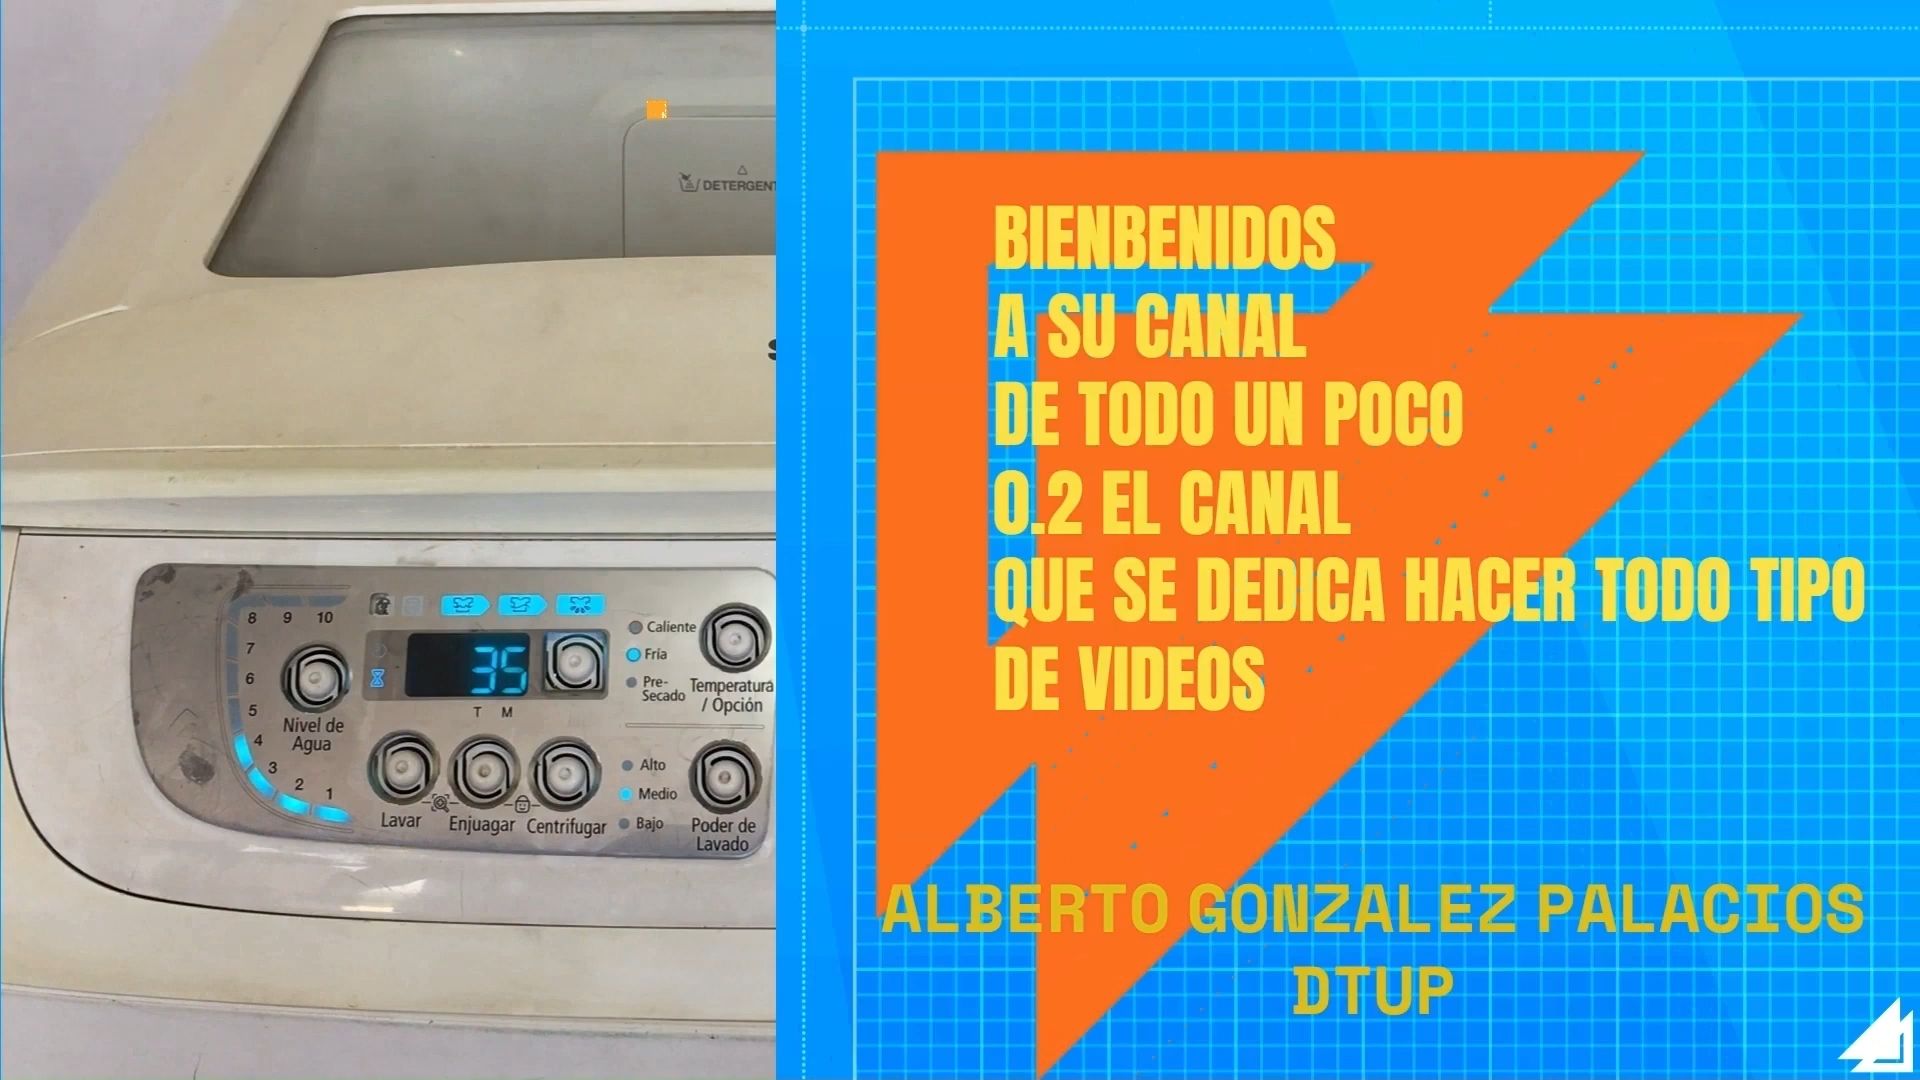 DETERGENT
8 9 10
7
6
5
4
3
2
1
Nivel de
Agua
35
T M
Caliente
Fría
Pre-
Secado
Temperatura
/ Opción
Lavar
Enjuagar
Centrifugar
Alto
Medio
Bajo
Poder de
Lavado
BIENBENIDOS
A SU CANAL
DE TODO UN POCO
0.2 EL CANAL
QUE SE DEDICA HACER TODO TIPO
DE VIDEOS
ALBERTO GONZALEZ PALACIOS
DTUP